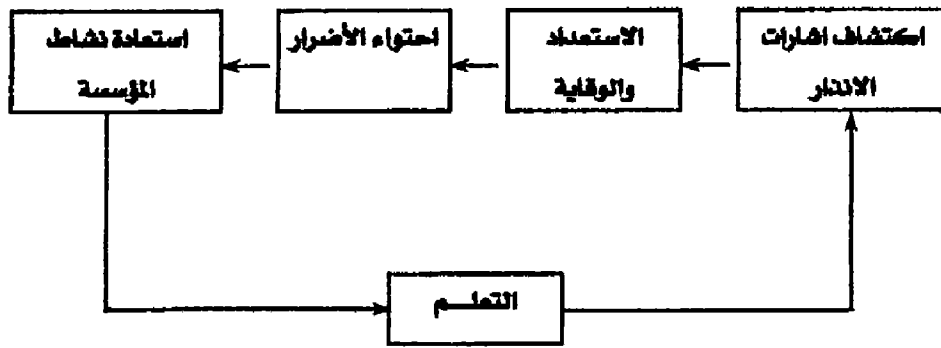 اكتشاف اشارات
الانذار
الاستعداد
والوقاية
احتواء الأضرار
استعادة نشاط
المؤسسة
التعلـــم